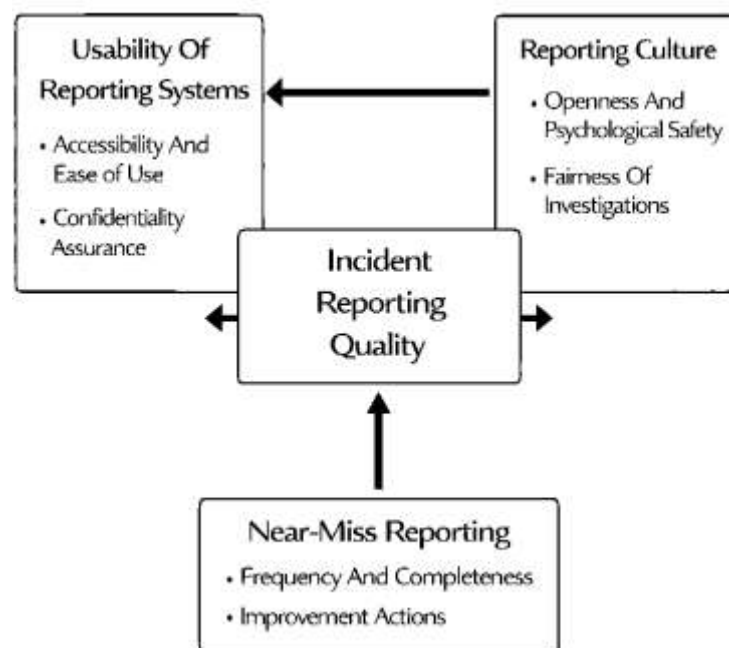 Usability Of
Reporting Systems
• Accessibility And
Ease of Use
• Confidentiality
Assurance
Reporting Culture
• Openness And
Psychological Safety
• Fairness Of
Investigations
Incident
Reporting
Quality
Near-Miss Reporting
• Frequency And Completeness
• Improvement Actions